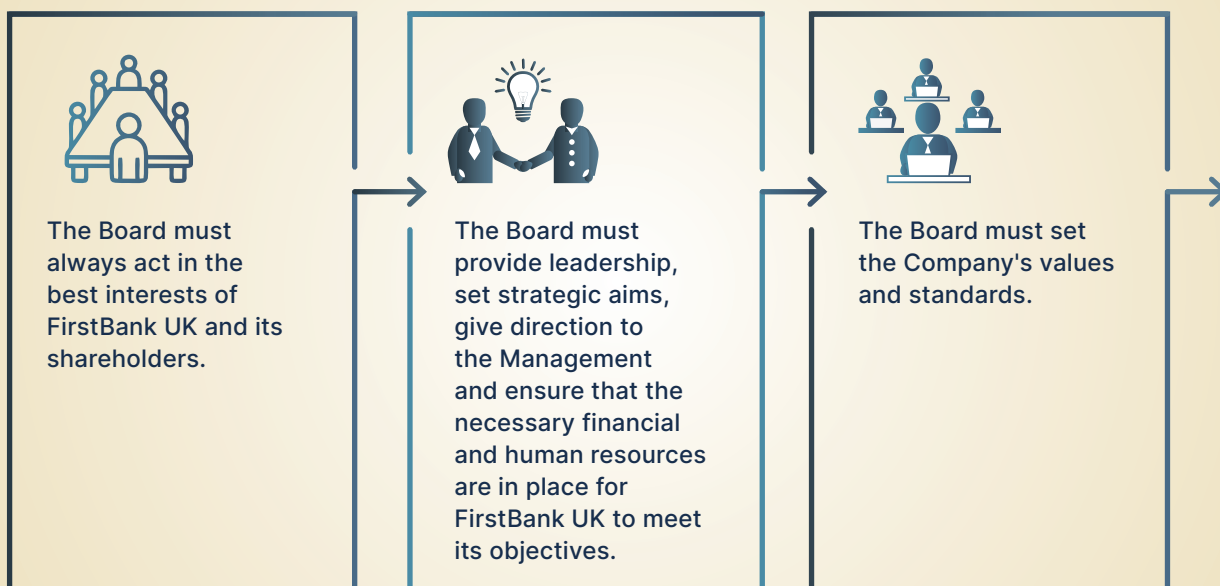 The Board must
always act in the
best interests of
FirstBank UK and its
shareholders.
The Board must
provide leadership,
set strategic aims,
give direction to
the Management
and ensure that the
necessary financial
and human resources
are in place for
FirstBank UK to meet
its objectives.
The Board must set
the Company's values
and standards.